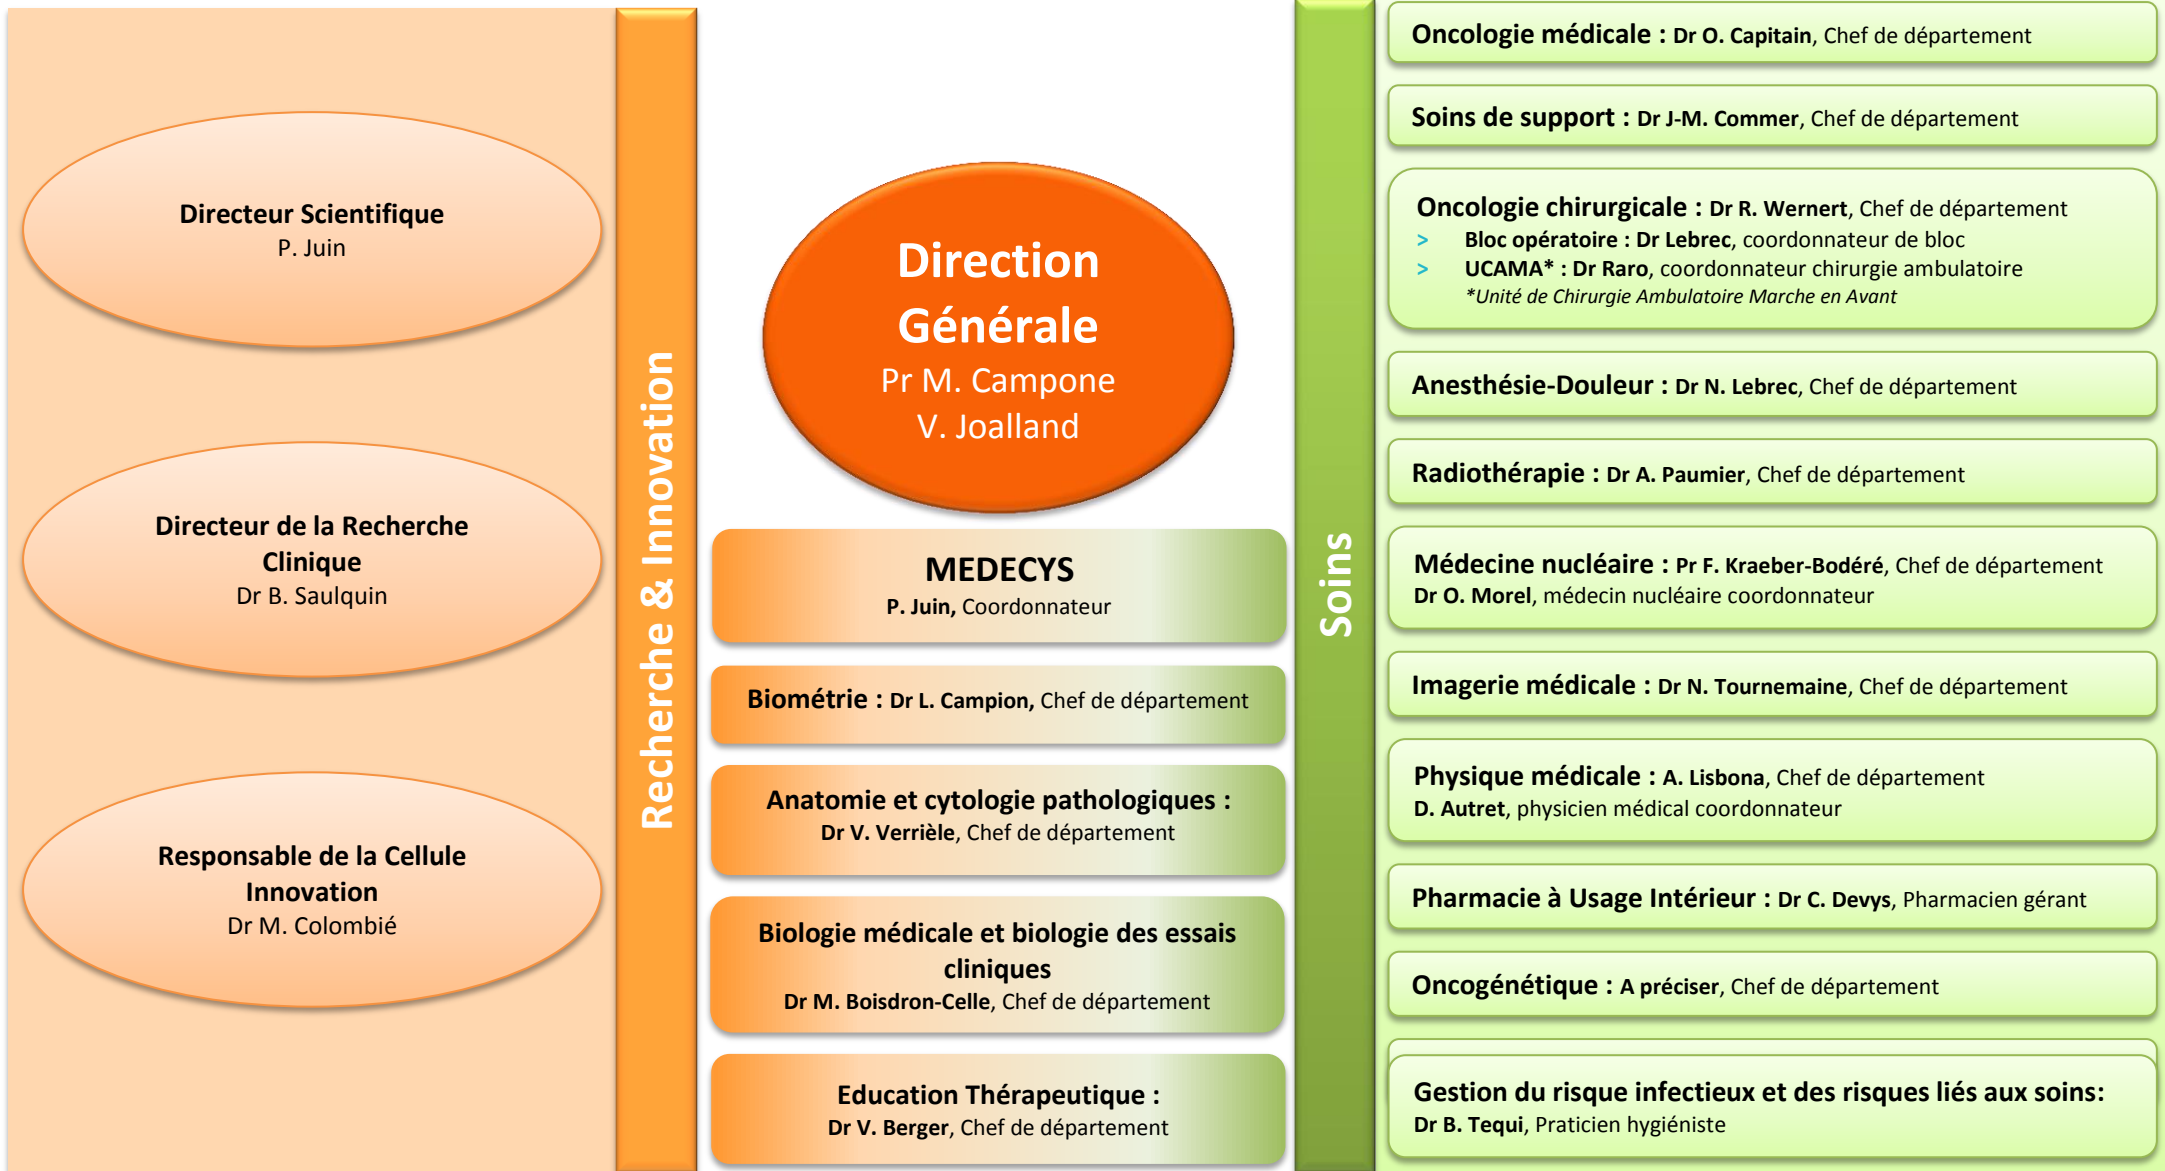 Directeur Scientifique
P. Juin
Directeur de la Recherche
Clinique
Dr B. Saulquin
Responsable de la Cellule
Innovation
Dr M. Colombié
Recherche & Innovation
Direction
Générale
Pr M. Campone
V. Joalland
MEDECYS
P. Juin, Coordonnateur
Biométrie : Dr L. Campion, Chef de département
Anatomie et cytologie pathologiques :
Dr V. Verrièle, Chef de département
Biologie médicale et biologie des essais
cliniques
Dr M. Boisdron-Celle, Chef de département
Education Thérapeutique :
Dr V. Berger, Chef de département
Soins
Oncologie médicale : Dr O. Capitain, Chef de département
Soins de support : Dr J-M. Commer, Chef de département
Oncologie chirurgicale : Dr R. Wernert, Chef de département
> Bloc opératoire : Dr Lebrec, coordonnateur de bloc
> UCAMA* : Dr Raro, coordonnateur chirurgie ambulatoire
*Unité de Chirurgie Ambulatoire Marche en Avant
Anesthésie-Douleur : Dr N. Lebrec, Chef de département
Radiothérapie : Dr A. Paumier, Chef de département
Médecine nucléaire : Pr F. Kraeber-Bodéré, Chef de département
Dr O. Morel, médecin nucléaire coordonnateur
Imagerie médicale : Dr N. Tournemaine, Chef de département
Physique médicale : A. Lisbona, Chef de département
D. Autret, physicien médical coordonnateur
Pharmacie à Usage Intérieur : Dr C. Devys, Pharmacien gérant
Oncogénétique : A préciser, Chef de département
Gestion du risque infectieux et des risques liés aux soins:
Dr B. Tequi, Praticien hygiéniste